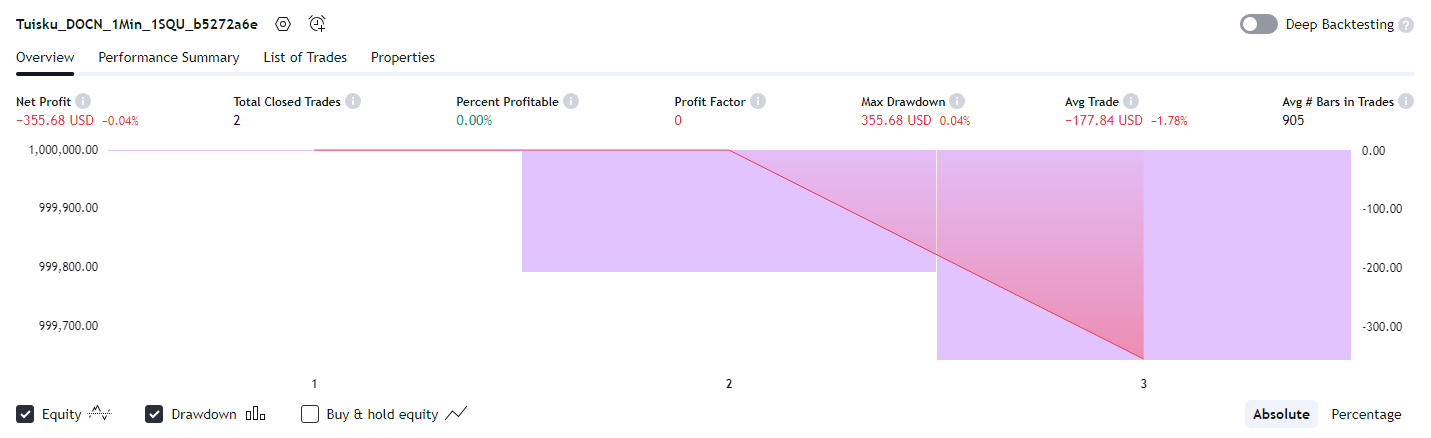 Tuisku_DOCN_1Min_1SQU_b5272a6e Deep Backtesting ?
Overview Performance Summary List of Trades Properties
Net Profit Total Closed Trades Percent Profitable Profit Factor Max Drawdown Avg Trade Avg # Bars in Trades
−355.68 USD −0.04% 2 0.00% 0 355.68 USD 0.04% −177.84 USD −1.78% 905
1,000,000.00 0.00
999,900.00 -100.00
999,800.00 -200.00
999,700.00 -300.00
1 2 3
Equity Drawdown Buy & hold equity Absolute Percentage